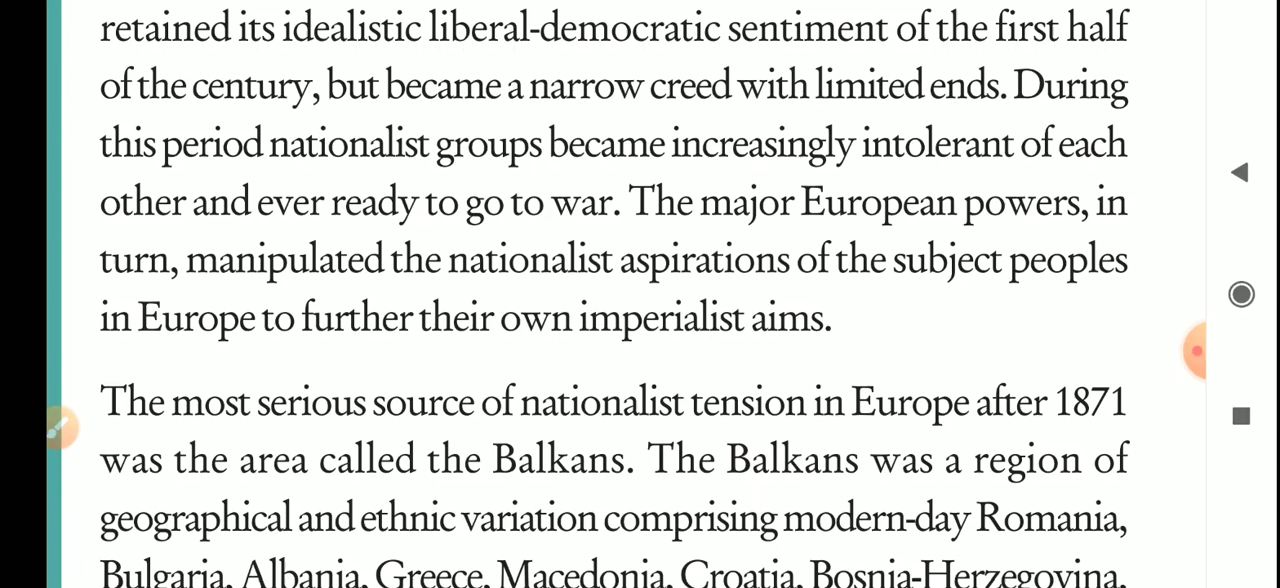 retained its idealistic liberal-democratic sentiment of the first half
of the century, but became a narrow creed with limited ends. During
this period nationalist groups became increasingly intolerant of each
other and ever ready to go to war. The major European powers, in
turn, manipulated the nationalist aspirations of the subject peoples
in Europe to further their own imperialist aims.
The most serious source of nationalist tension in Europe after 1871
was the area called the Balkans. The Balkans was a region of
geographical and ethnic variation comprising modern-day Romania,
Bulgaria, Albania, Greece, Macedonia, Croatia, Bosnia-Herzegovina,